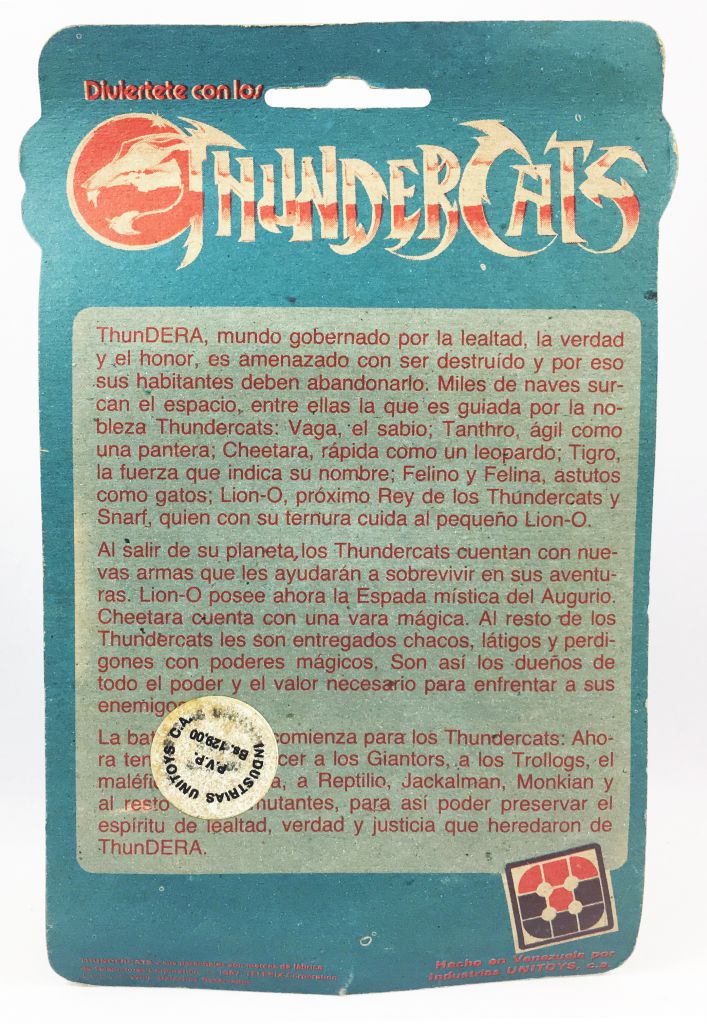 Diviertete con los
THUNDERCATS
ThunDERA, mundo gobernado por la lealtad, la verdad
y el honor, es amenazado con ser destruído y por eso
sus habitantes deben abandonarlo. Miles de naves sur-
can el espacio, entre ellas la que es guiada por la no-
bleza Thundercats: Vaga, el sabio; Tanthro, ágil como
una pantera; Cheetara, rápida como un leopardo; Tigro,
la fuerza que indica su nombre; Felino y Felina, astutos
como gatos; Lion-O, próximo Rey de los Thundercats y
Snarf, quien con su ternura cuida al pequeño Lion-O.
Al salir de su planeta, los Thundercats cuentan con nue-
vas armas que les ayudarán a sobrevivir en sus aventu-
ras. Lion-O posee ahora la Espada mística del Augurio.
Cheetara cuenta con una vara mágica. Al resto de los
Thundercats les son entregados chacos, látigos y perdi-
gones con poderes mágicos. Son así los dueños de
todo el poder y el valor necesario para enfrentar a sus
enemigo
La bat comienza para los Thundercats: Aho-
ra ten cer a los Giantors, a los Trollogs, el
maléfi a, a Reptilio, Jackalman, Monkian y
al resto mutantes, para así poder preservar el
espíritu de lealtad, verdad y justicia que heredaron de
ThunDERA.
INDUSTRIAS UNITOYS C.A.
P.V.P.
Bs. 129.00
THUNDERCATS y sus personajes son marcas de fábrica
Hecho en Venezuela por
Industrias UNITOYS, c.a.